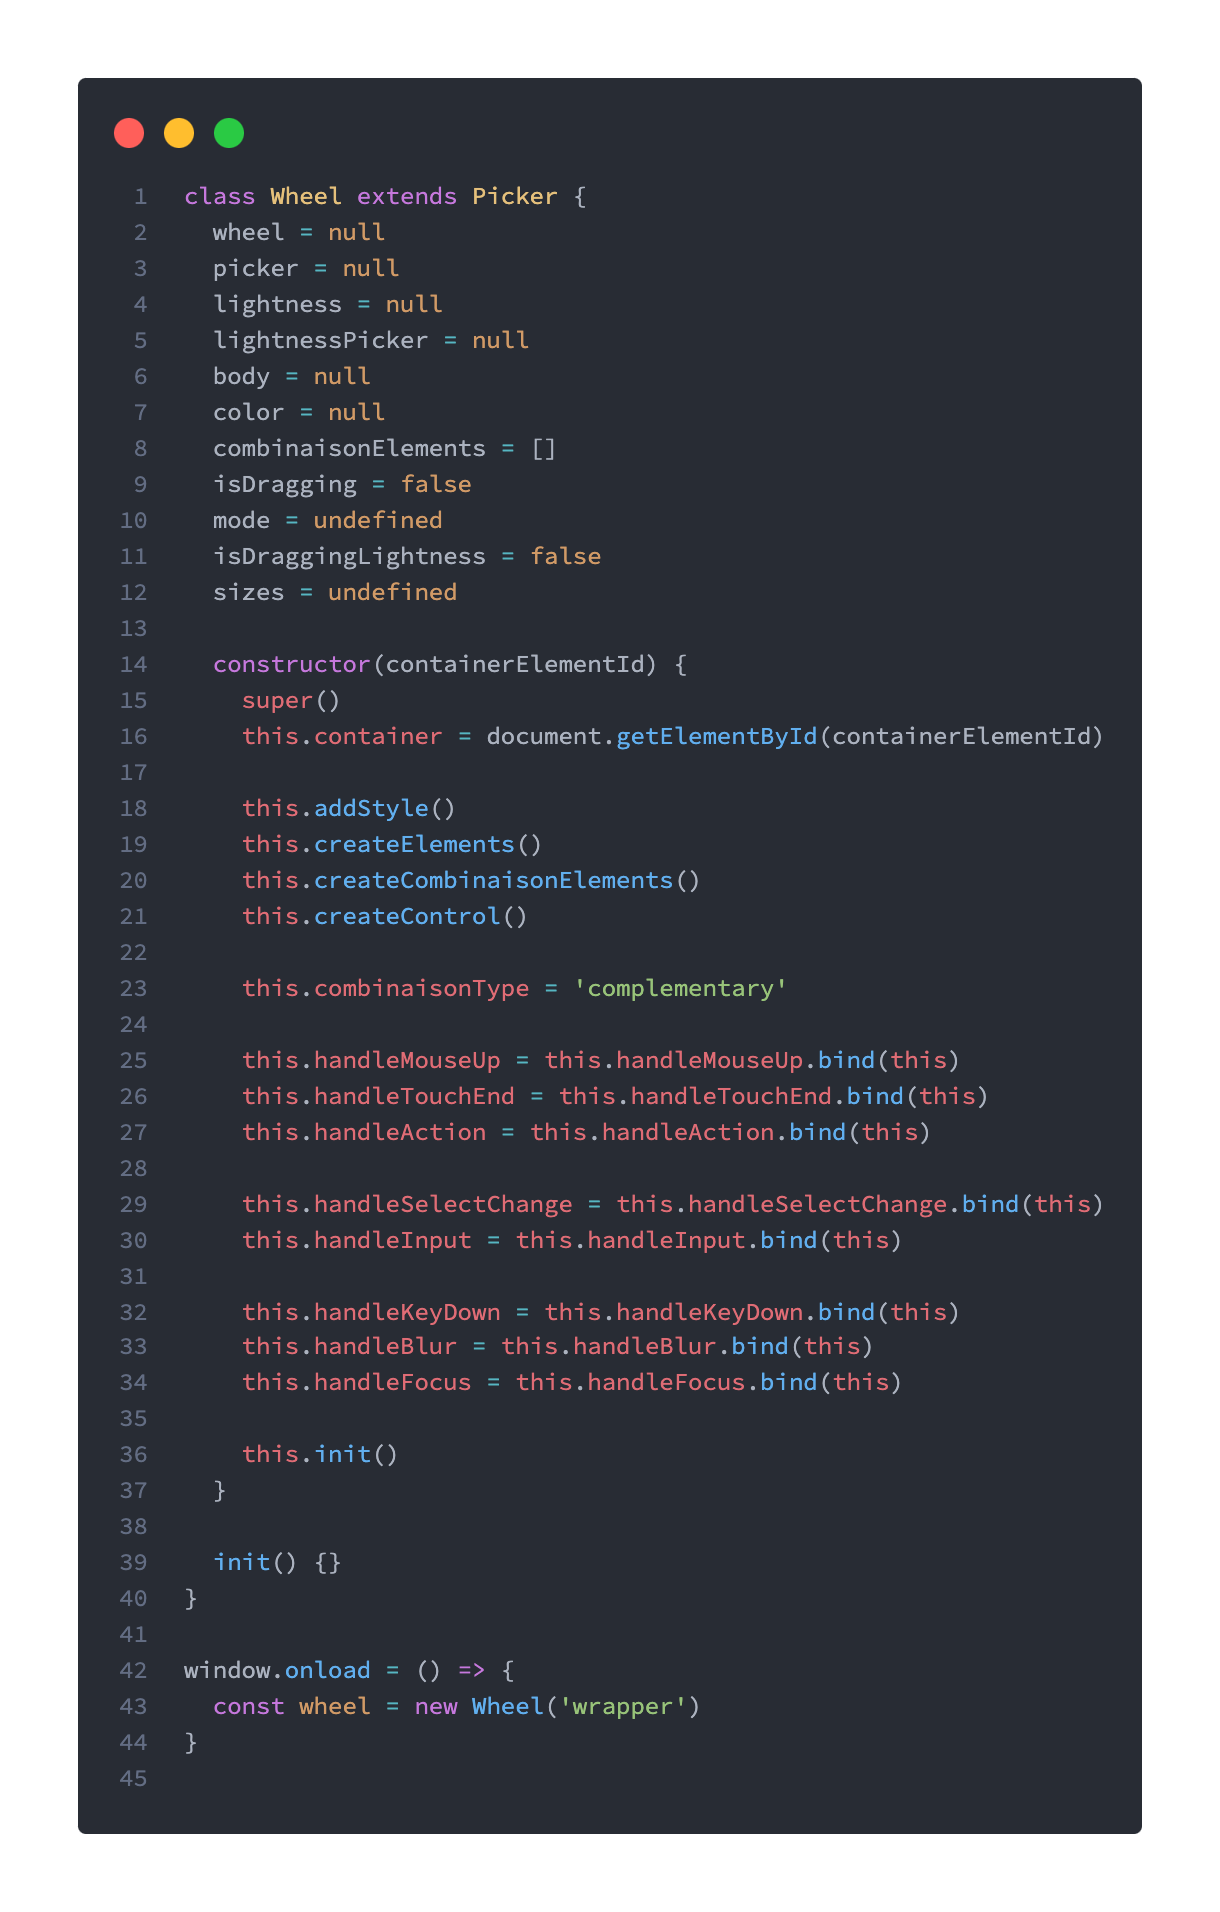 1 class Wheel extends Picker {
2   wheel = null
3   picker = null
4   lightness = null
5   lightnessPicker = null
6   body = null
7   color = null
8   combinaisonElements = []
9   isDragging = false
10   mode = undefined
11   isDraggingLightness = false
12   sizes = undefined
13
14   constructor(containerElementId) {
15     super()
16     this.container = document.getElementById(containerElementId)
17
18     this.addStyle()
19     this.createElements()
20     this.createCombinaisonElements()
21     this.createControl()
22
23     this.combinaisonType = 'complementary'
24
25     this.handleMouseUp = this.handleMouseUp.bind(this)
26     this.handleTouchEnd = this.handleTouchEnd.bind(this)
27     this.handleAction = this.handleAction.bind(this)
28
29     this.handleSelectChange = this.handleSelectChange.bind(this)
30     this.handleInput = this.handleInput.bind(this)
31
32     this.handleKeyDown = this.handleKeyDown.bind(this)
33     this.handleBlur = this.handleBlur.bind(this)
34     this.handleFocus = this.handleFocus.bind(this)
35
36     this.init()
37   }
38
39   init() {}
40 }
41
42 window.onload = () => {
43   const wheel = new Wheel('wrapper')
44 }
45